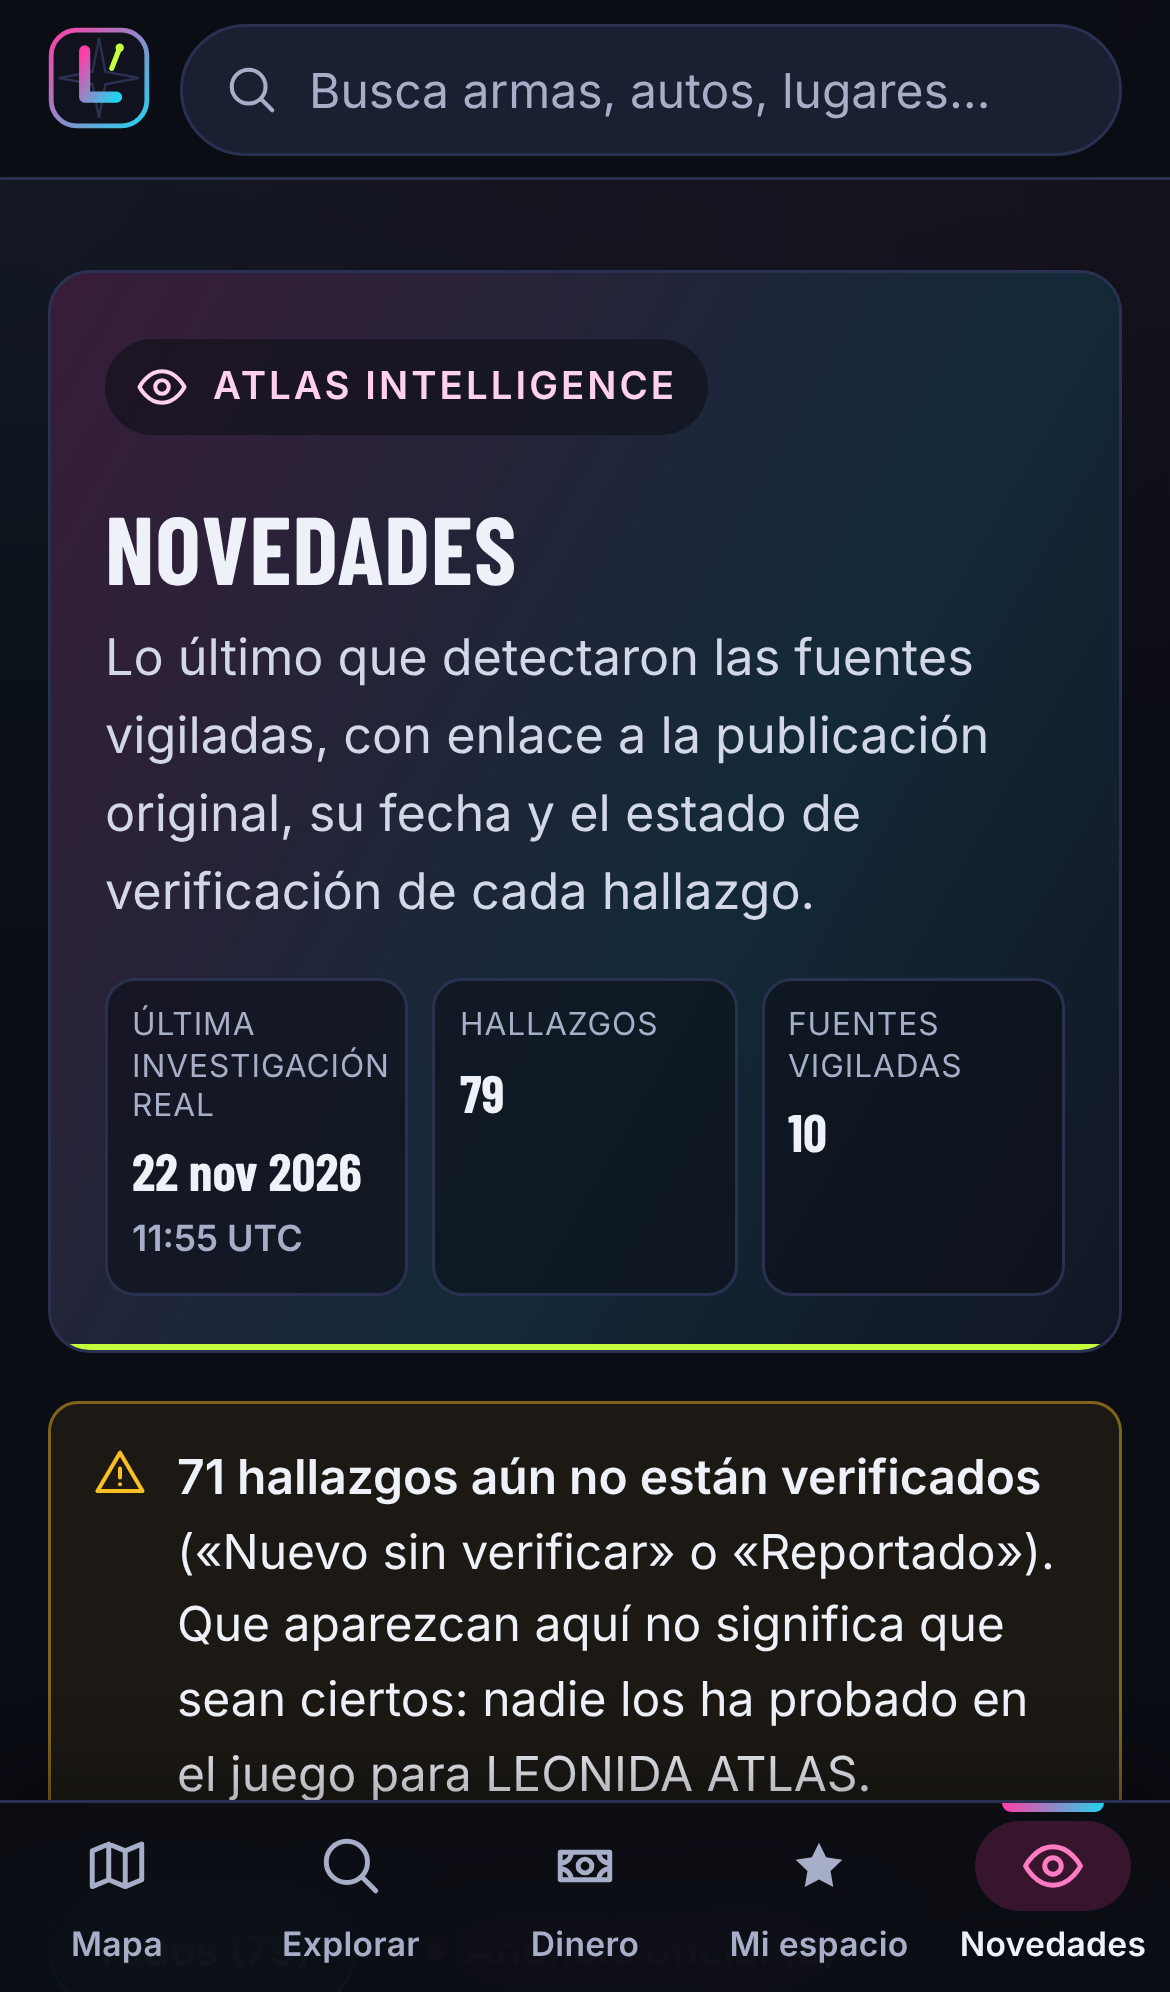 Busca armas, autos, lugares...
ATLAS INTELLIGENCE
NOVEDADES
Lo último que detectaron las fuentes
vigiladas, con enlace a la publicación
original, su fecha y el estado de
verificación de cada hallazgo.
ÚLTIMA
INVESTIGACIÓN
REAL
22 nov 2026
11:55 UTC
HALLAZGOS
79
FUENTES
VIGILADAS
10
71 hallazgos aún no están verificados
(«Nuevo sin verificar» o «Reportado»).
Que aparezcan aquí no significa que
sean ciertos: nadie los ha probado en
el juego para LEONIDA ATLAS.
Mapa
Explorar
Dinero
Mi espacio
Novedades